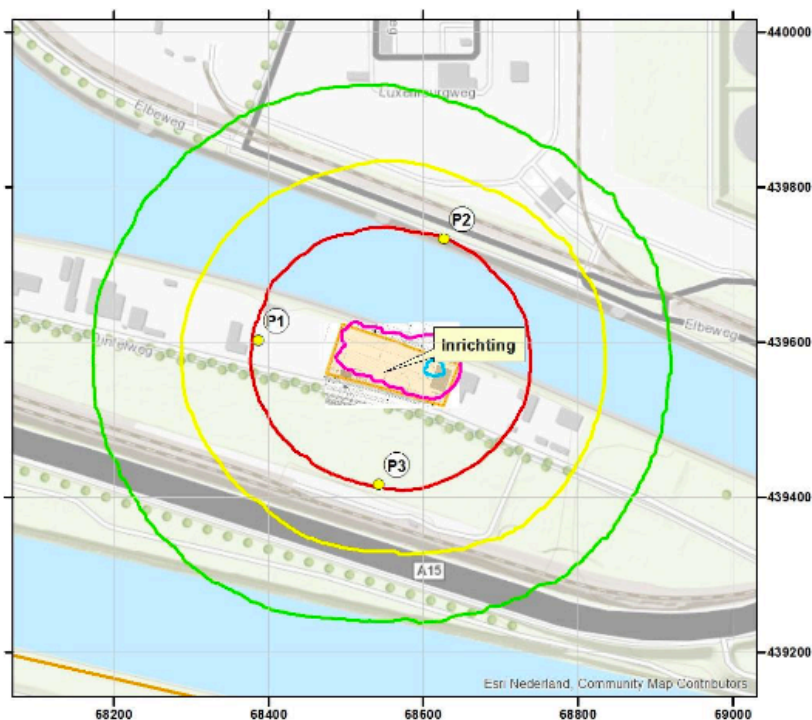 440000
eg
Luxemburgweg
Elbeweg
439800
P2
P1
Elbeweg
inrichting
439600
P3
439400
A15
439200
Esri Nederland, Community Map Contributors
68200
68400
68600
68800
69000